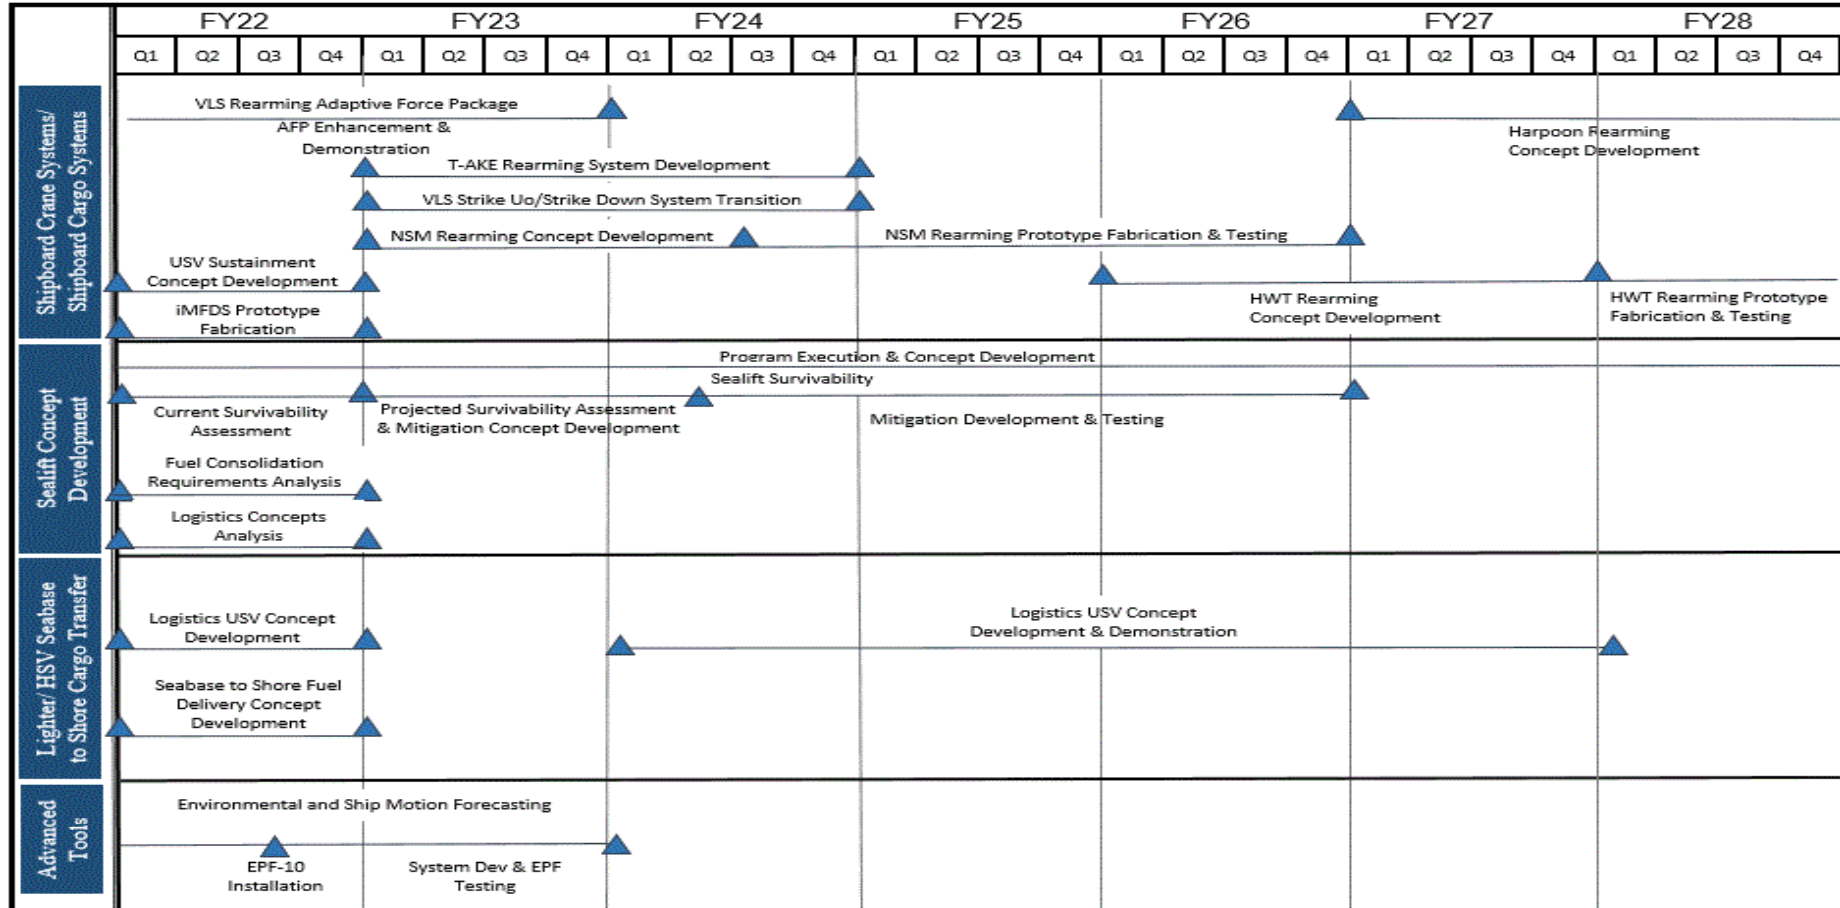 FY22 FY23 FY24 FY25 FY26 FY27 FY28
Q1 Q2 Q3 Q4 Q1 Q2 Q3 Q4 Q1 Q2 Q3 Q4 Q1 Q2 Q3 Q4 Q1 Q2 Q3 Q4 Q1 Q2 Q3 Q4 Q1 Q2 Q3 Q4
Shipboard Crane Systems/
Shipboard Cargo Systems
VLS Rearming Adaptive Force Package
AFP Enhancement &
Demonstration
Harpoon Rearming
Concept Development
T-AKE Rearming System Development
VLS Strike Uo/Strike Down System Transition
NSM Rearming Concept Development
NSM Rearming Prototype Fabrication & Testing
USV Sustainment
Concept Development
HWT Rearming
Concept Development
HWT Rearming Prototype
Fabrication & Testing
iMFDS Prototype
Fabrication
Sealift Concept
Development
Program Execution & Concept Development
Sealift Survivability
Current Survivability
Assessment
Projected Survivability Assessment
& Mitigation Concept Development
Mitigation Development & Testing
Fuel Consolidation
Requirements Analysis
Logistics Concepts
Analysis
Lighter/ HSV Seabase
to Shore Cargo Transfer
Logistics USV Concept
Development
Logistics USV Concept
Development & Demonstration
Seabase to Shore Fuel
Delivery Concept
Development
Advanced
Tools
Environmental and Ship Motion Forecasting
EPF-10
Installation
System Dev & EPF
Testing